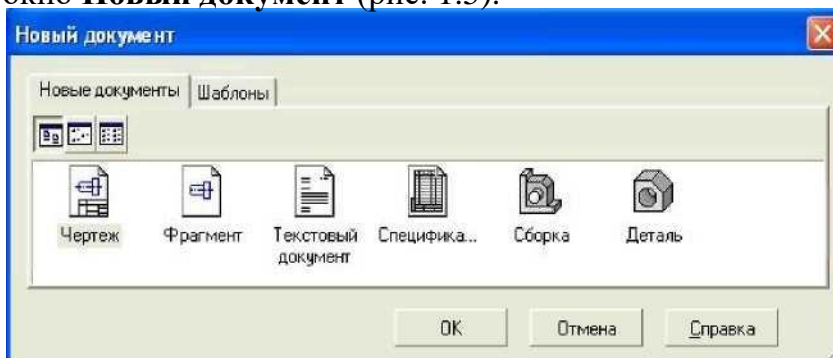 окно Новый документ (рис. 1.3).
Новый документ
Новые документы Шаблоны
Чертеж Фрагмент Текстовый документ Специфика... Сборка Деталь
OK Отмена Справка